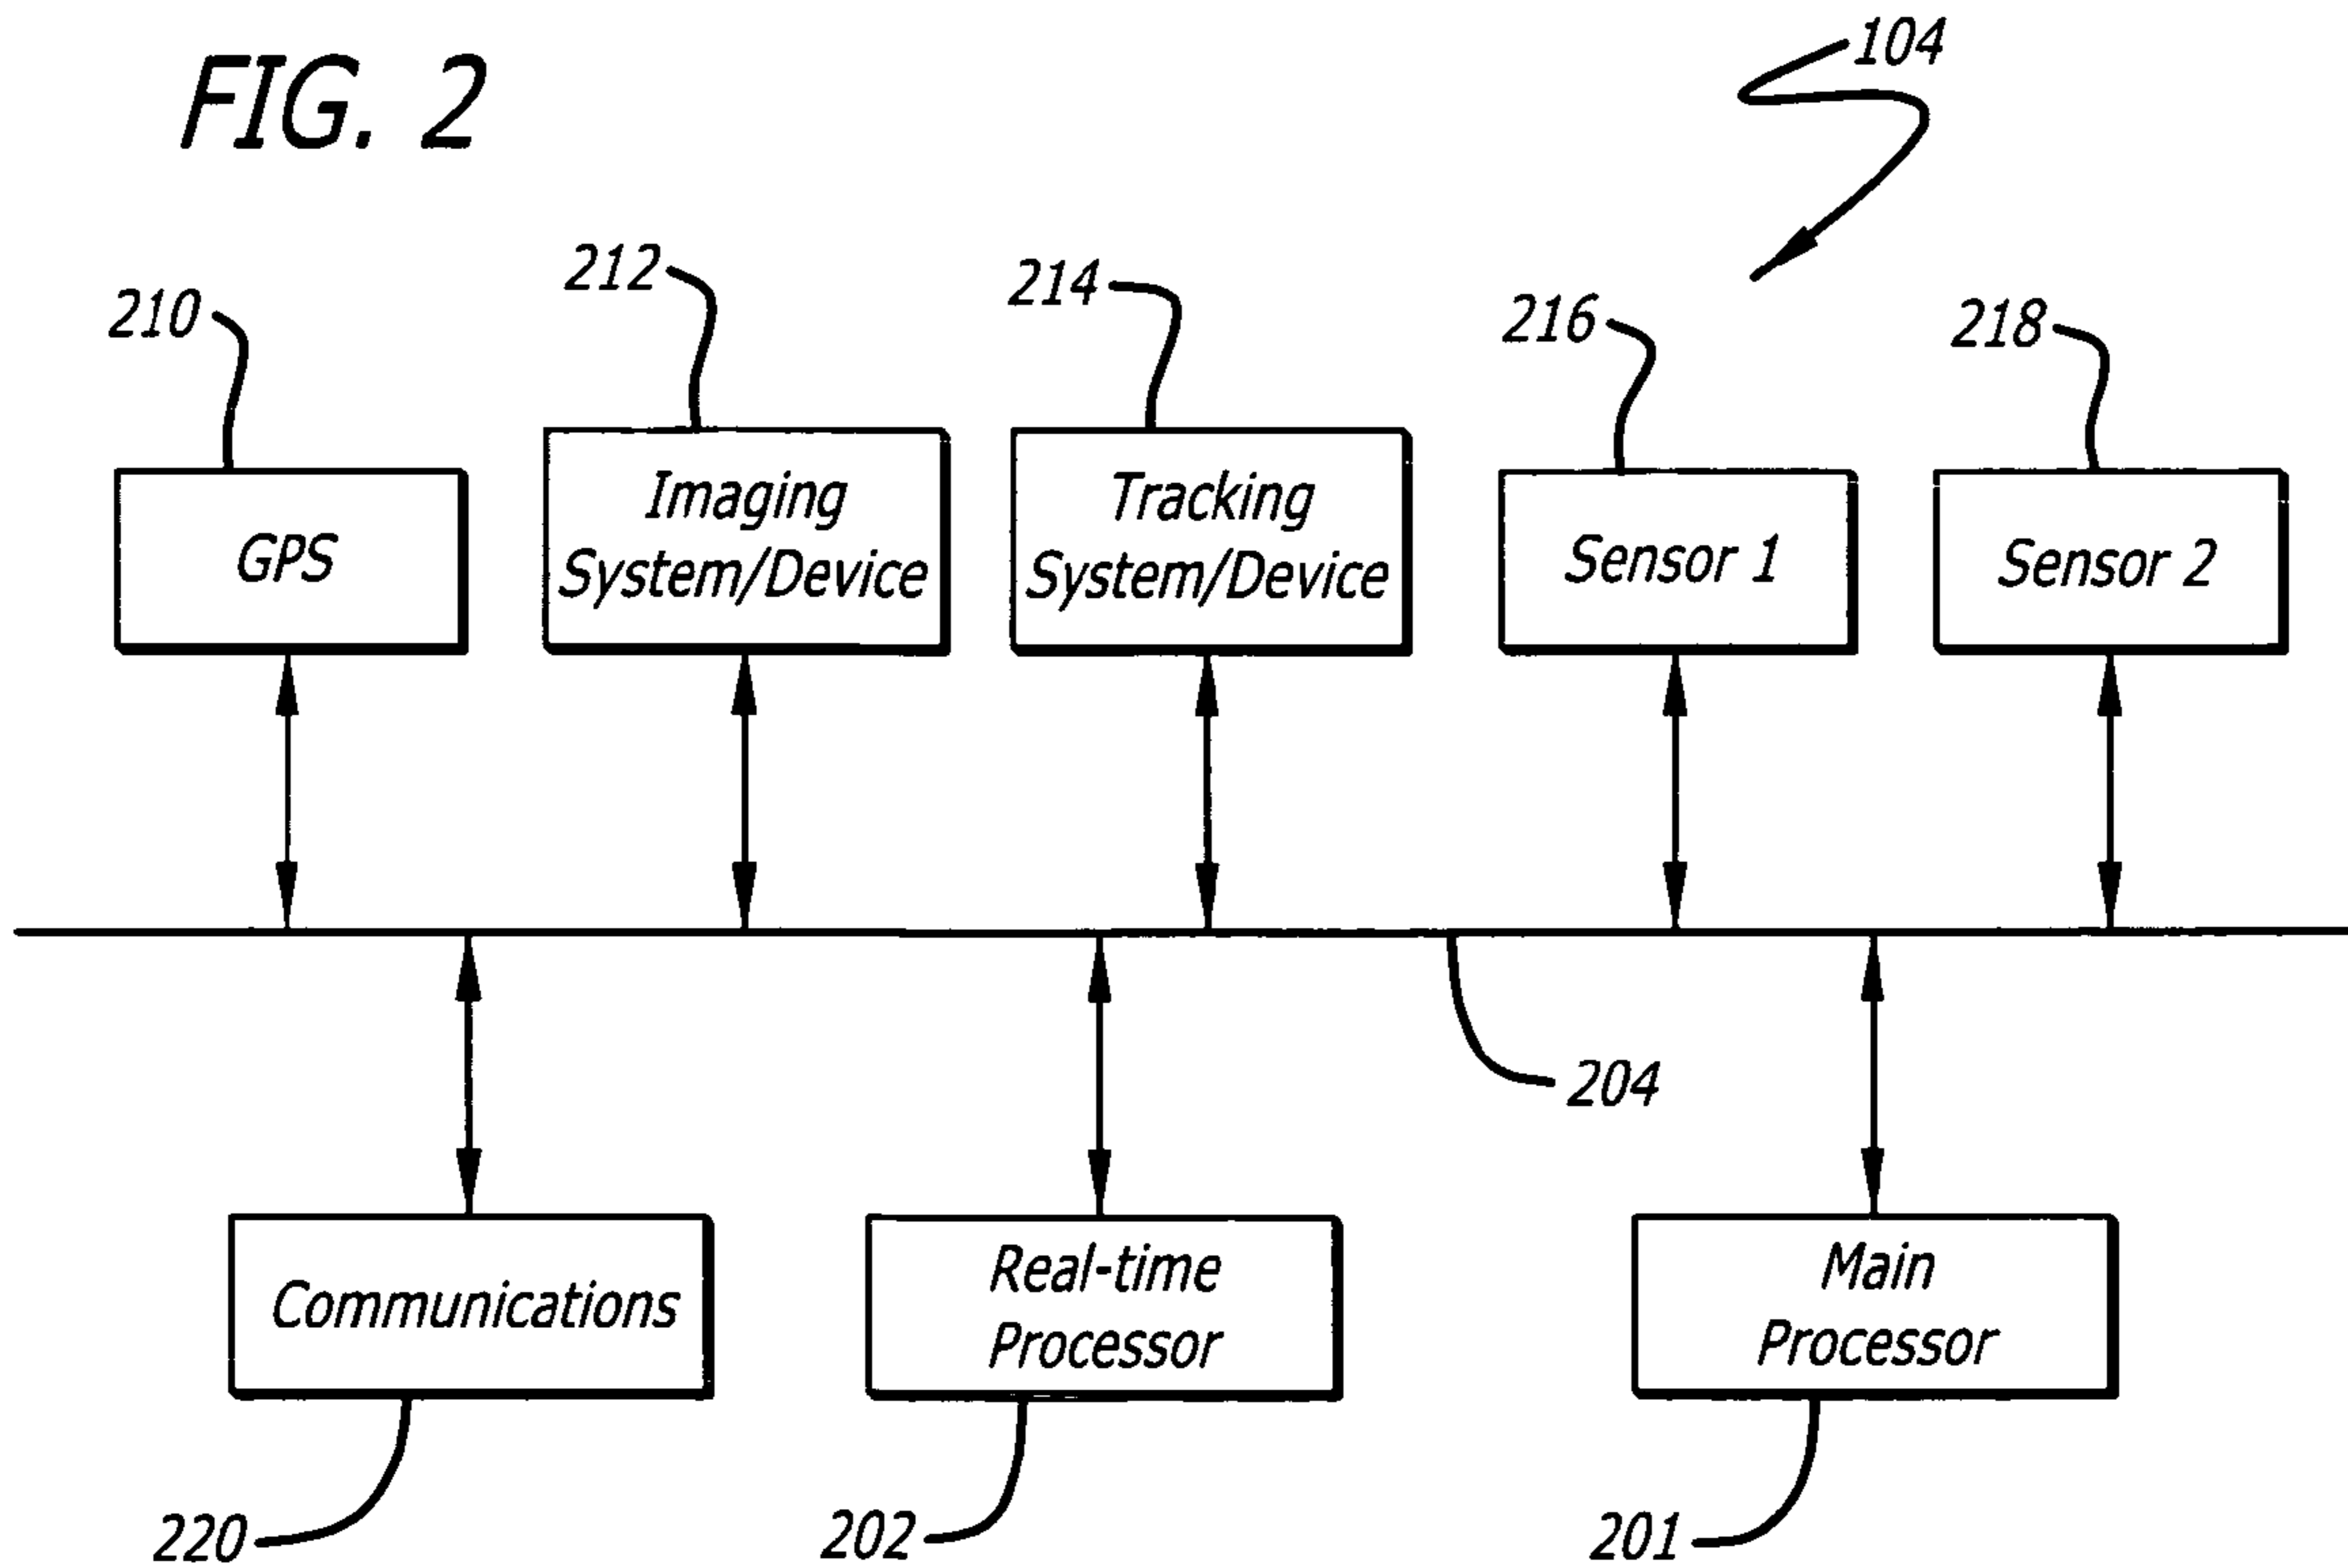 FIG. 2
104
210
212
214
216
218
GPS
Imaging
System/Device
Tracking
System/Device
Sensor 1
Sensor 2
204
Communications
Real-time
Processor
Main
Processor
220
202
201